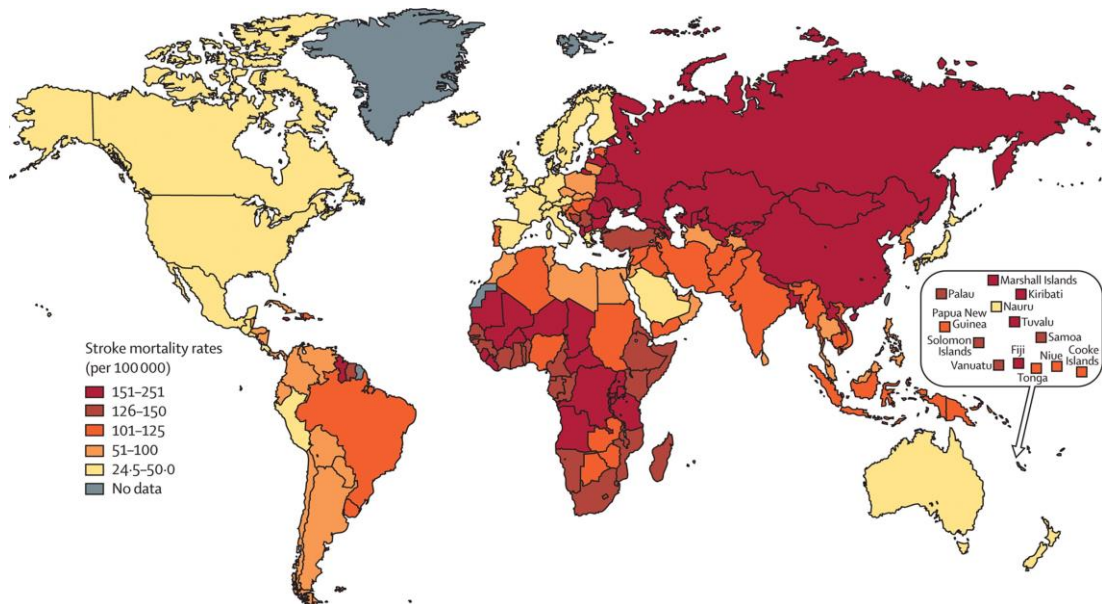 Stroke mortality rates
(per 100 000)
151–251
126–150
101–125
51–100
24·5–50·0
No data
Marshall Islands
Palau
Kiribati
Nauru
Papua New
Guinea
Tuvalu
Solomon
Islands
Samoa
Vanuatu
Fiji
Tonga
Niue
Cooke
Islands